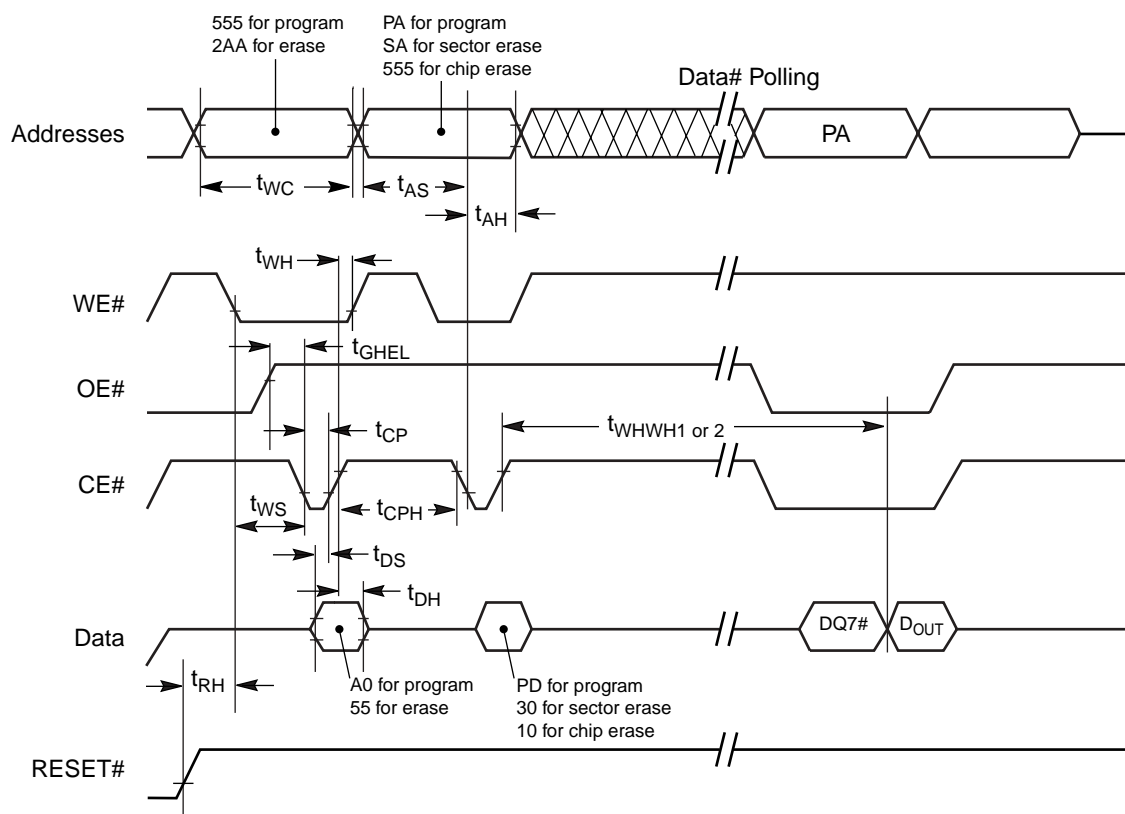 555 for program
2AA for erase
PA for program
SA for sector erase
555 for chip erase
Data# Polling
Addresses
PA
tWC
tAS
tAH
tWH
WE#
tGHEL
OE#
tWHWH1 or 2
tCP
CE#
tWS
tCPH
tDS
tDH
Data
DQ7#
DOUT
tRH
A0 for program
55 for erase
PD for program
30 for sector erase
10 for chip erase
RESET#